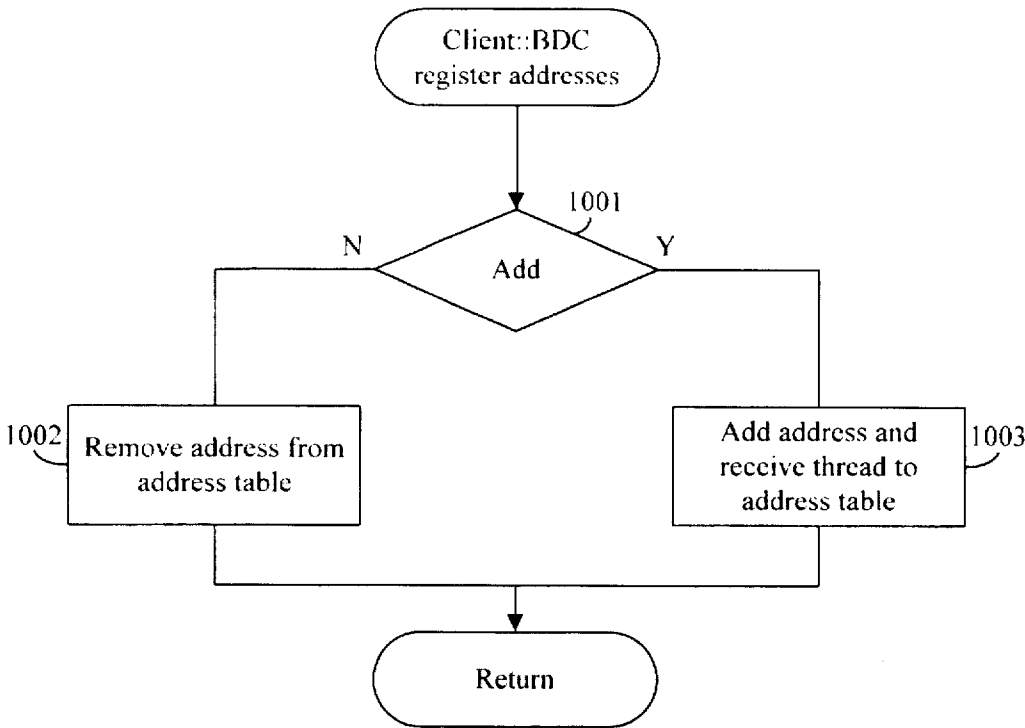 Client::BDC
register addresses
1001
N
Y
Add
1002
Remove address from
address table
Add address and
receive thread to
address table
1003
Return